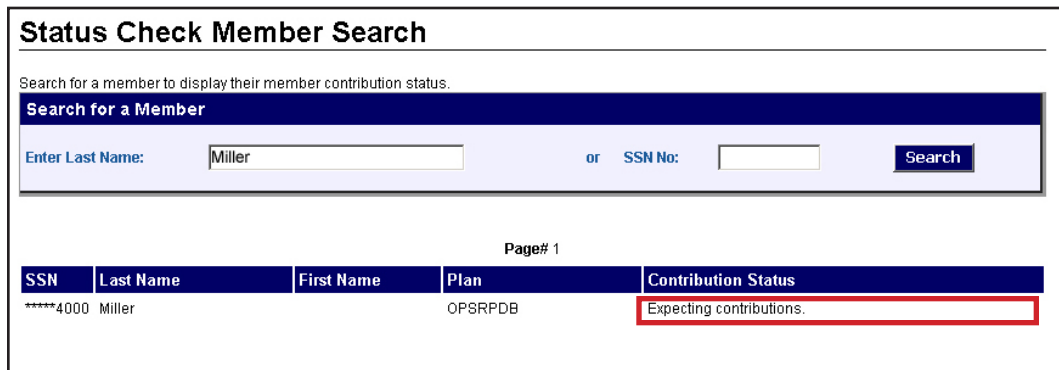 Status Check Member Search
Search for a member to display their member contribution status.
Search for a Member
Enter Last Name: Miller or SSN No: Search
Page# 1
SSN Last Name First Name Plan Contribution Status
*****4000 Miller OPSRPDB Expecting contributions.